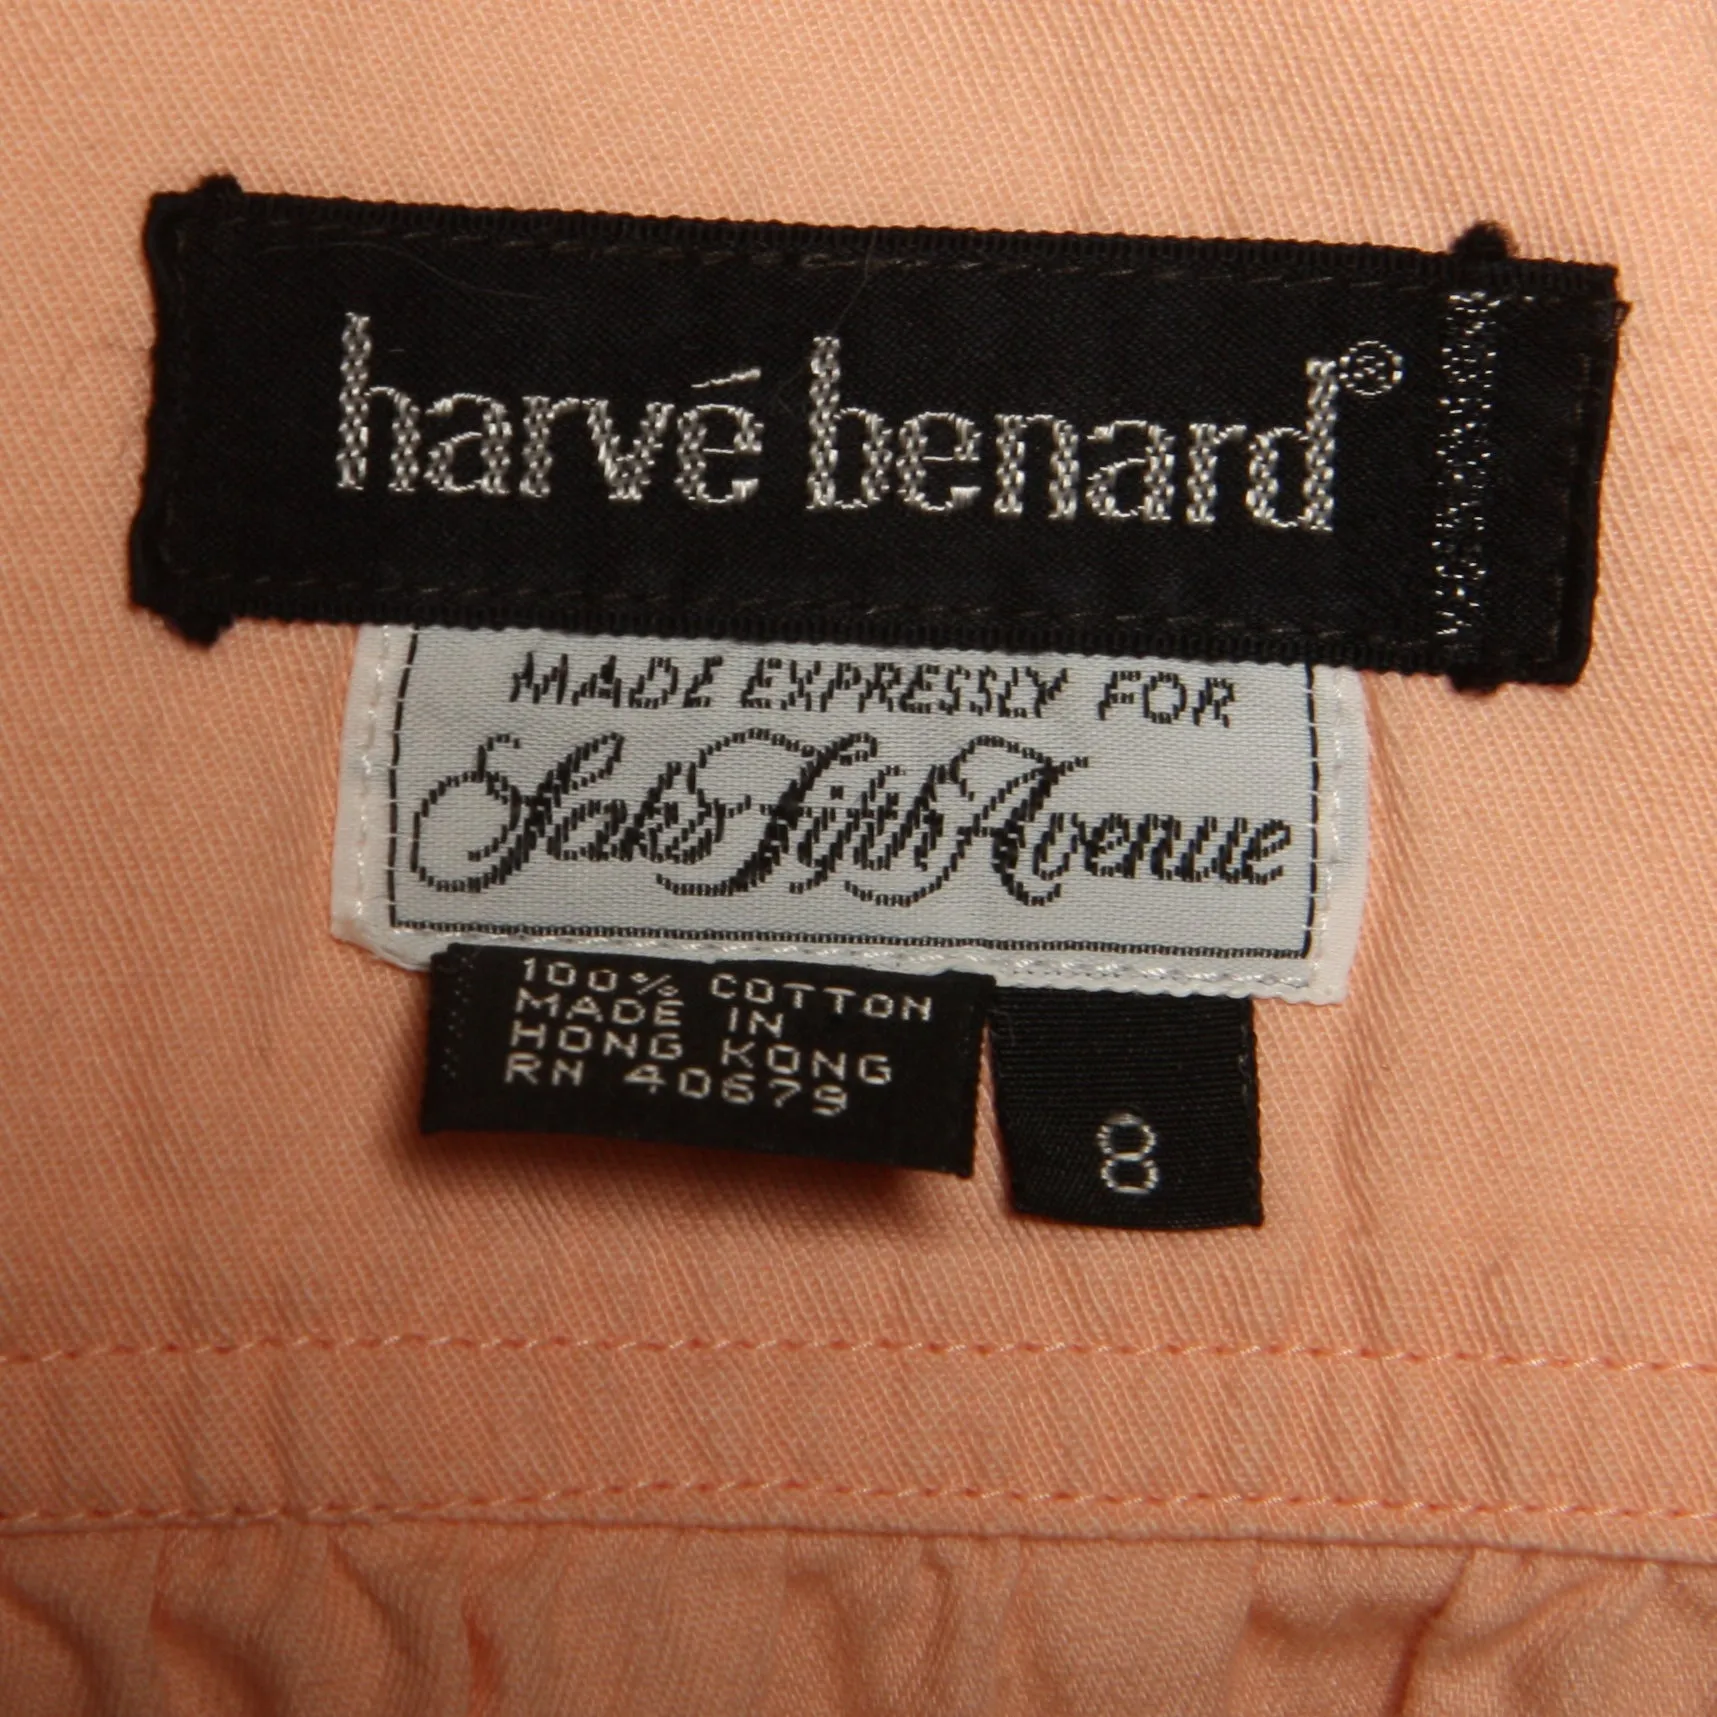 harvé benard®
MADE EXPRESSLY FOR
Saks Fifth Avenue
100% COTTON
MADE IN
HONG KONG
RN 40679
8